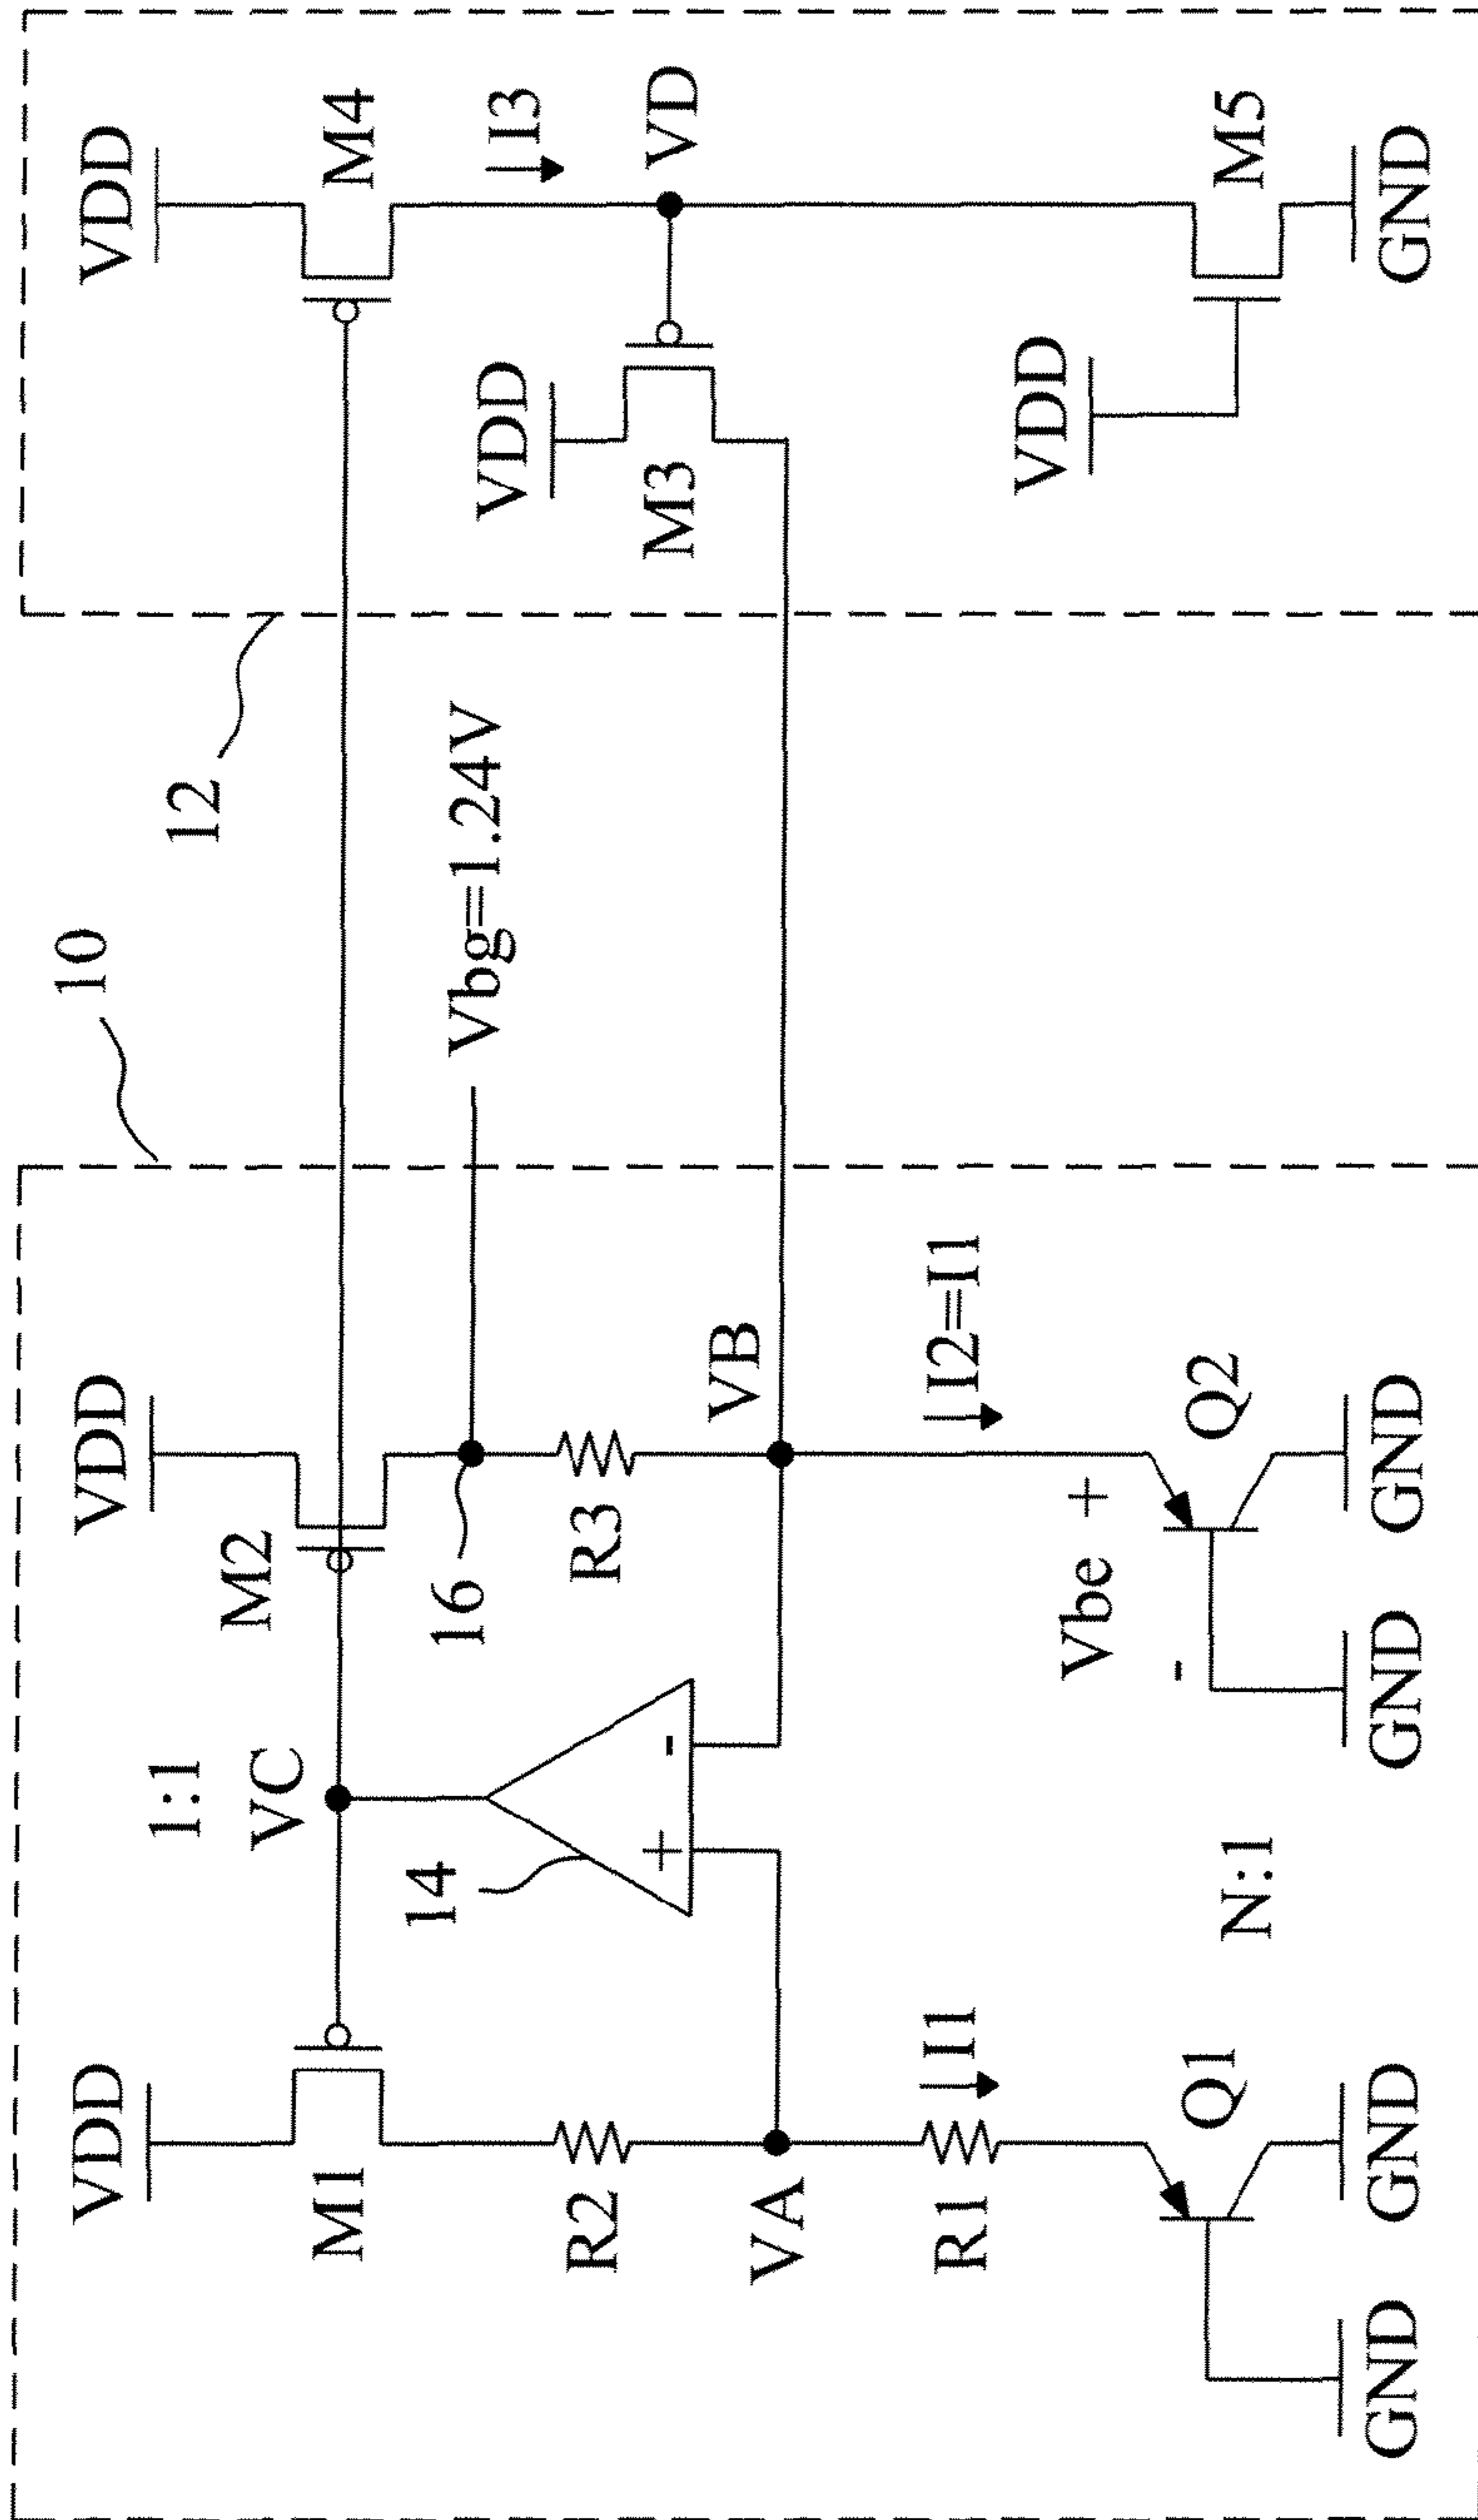 10
12
VDD
1:1
VDD
VDD
M1
VC
M2
M4
14
16
Vbg=1.24V
VDD
I3
R2
+
-
R3
M3
VD
VA
VB
R1
I1
I2=I1
VDD
Vbe
+
-
Q1
N:1
Q2
M5
GND
GND
GND
GND
GND